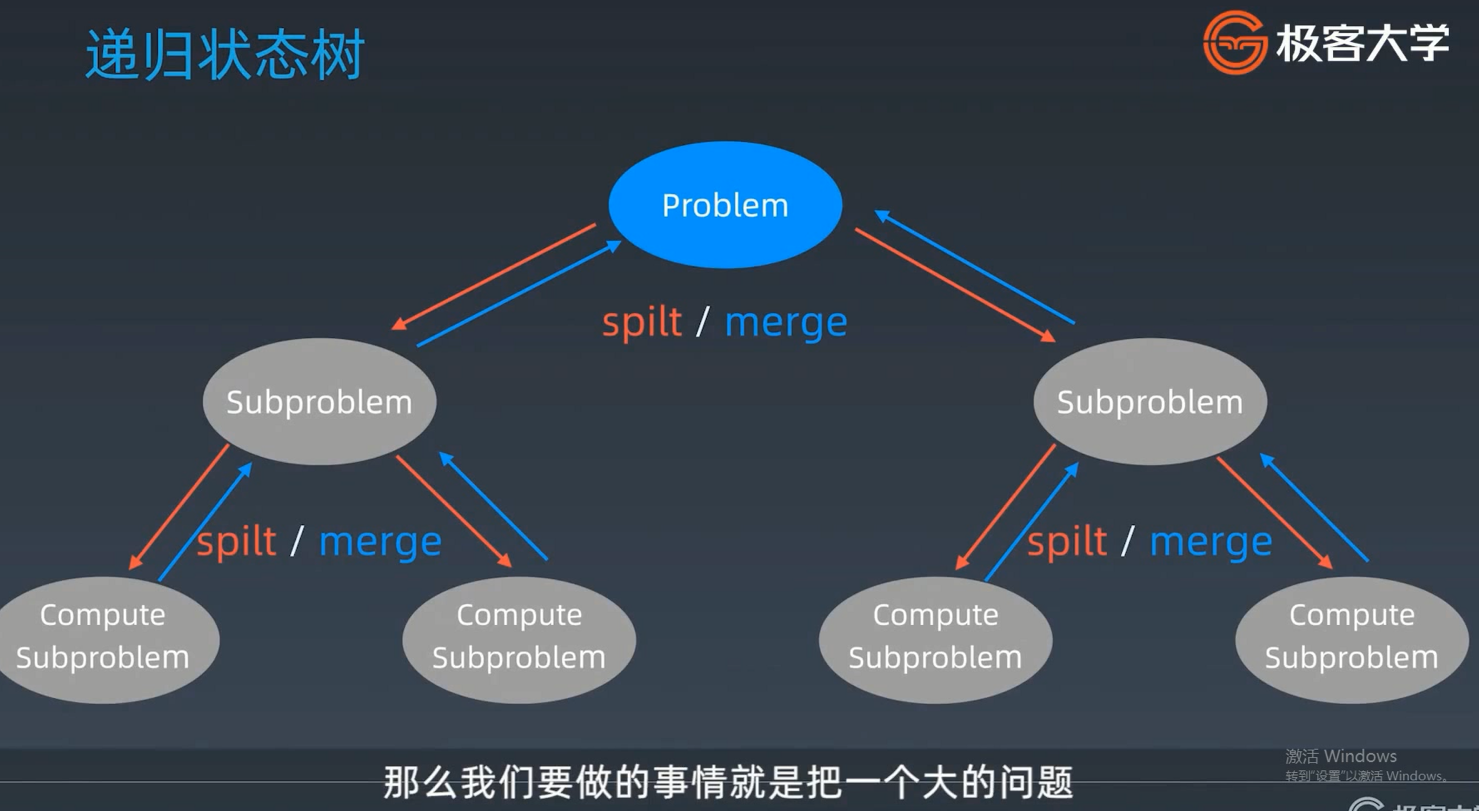 递归状态树
极客大学
Problem
spilt / merge
Subproblem
Subproblem
spilt / merge
spilt / merge
Compute
Subproblem
Compute
Subproblem
Compute
Subproblem
Compute
Subproblem
激活 Windows
转到"设置"以激活 Windows。
那么我们要做的事情就是把一个大的问题